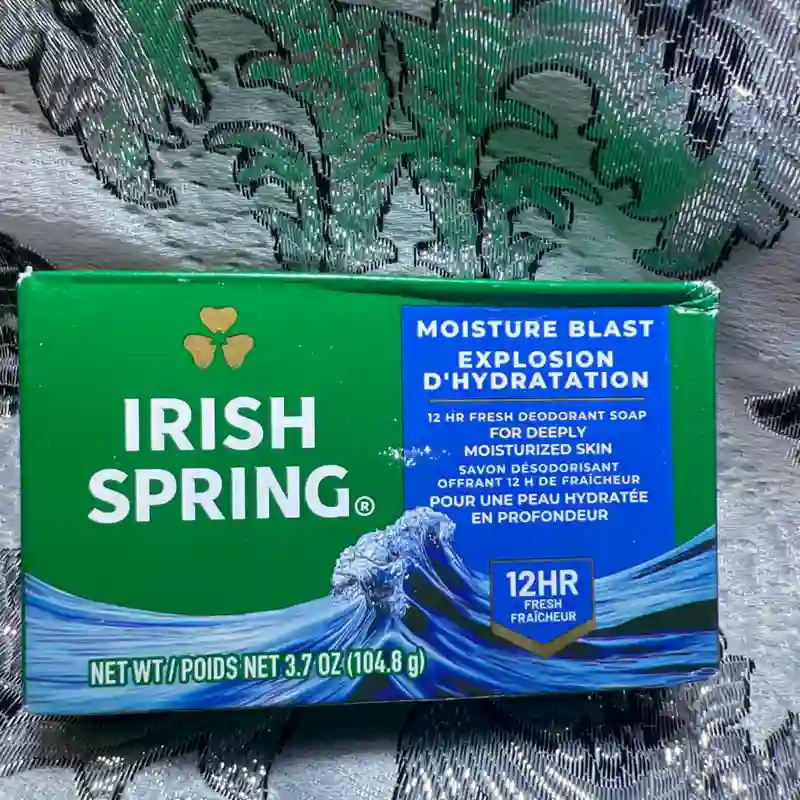 IRISH
SPRING®
MOISTURE BLAST
EXPLOSION
D'HYDRATATION
12 HR FRESH DEODORANT SOAP
FOR DEEPLY
MOISTURIZED SKIN
SAVON DÉSODORISANT
OFFRANT 12 H DE FRAÎCHEUR
POUR UNE PEAU HYDRATÉE
EN PROFONDEUR
12HR
FRESH
FRAÎCHEUR
NET WT / POIDS NET 3.7 OZ (104.8 g)